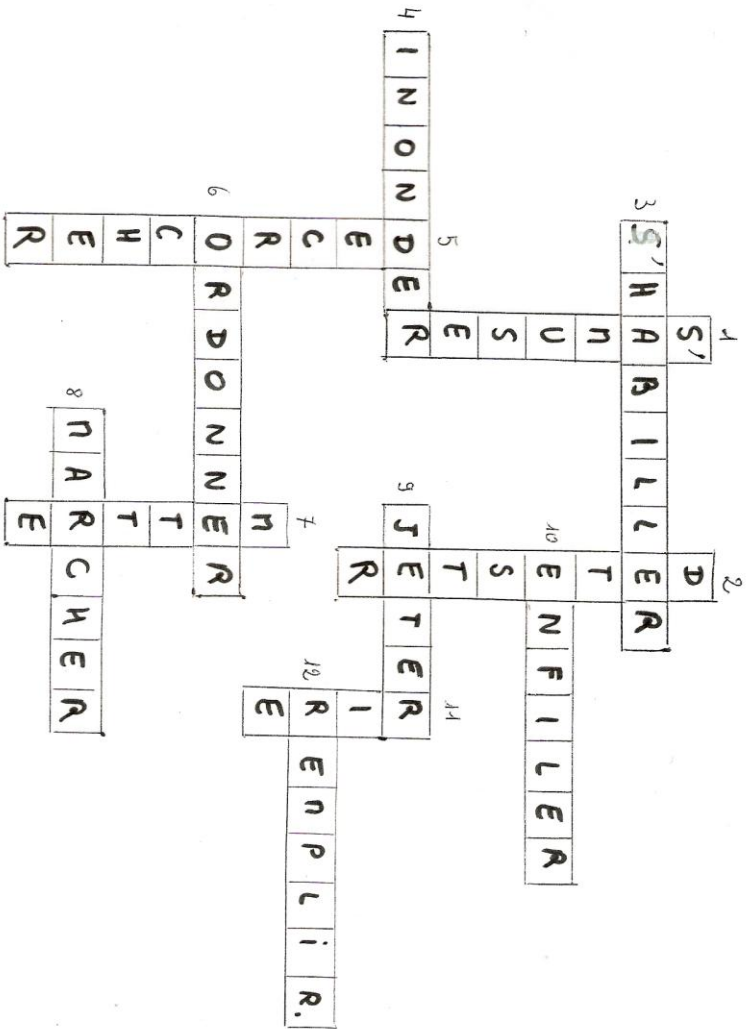 1 S'AMUSER
2 DETESTER
3 S'HABILLER
4 INONDER
5 DECROCHER
6 ORDONNER
7 METTRE
8 MARCHER
9 JETER
10 ENFILER
11 RIRE
12 REMPLiR.